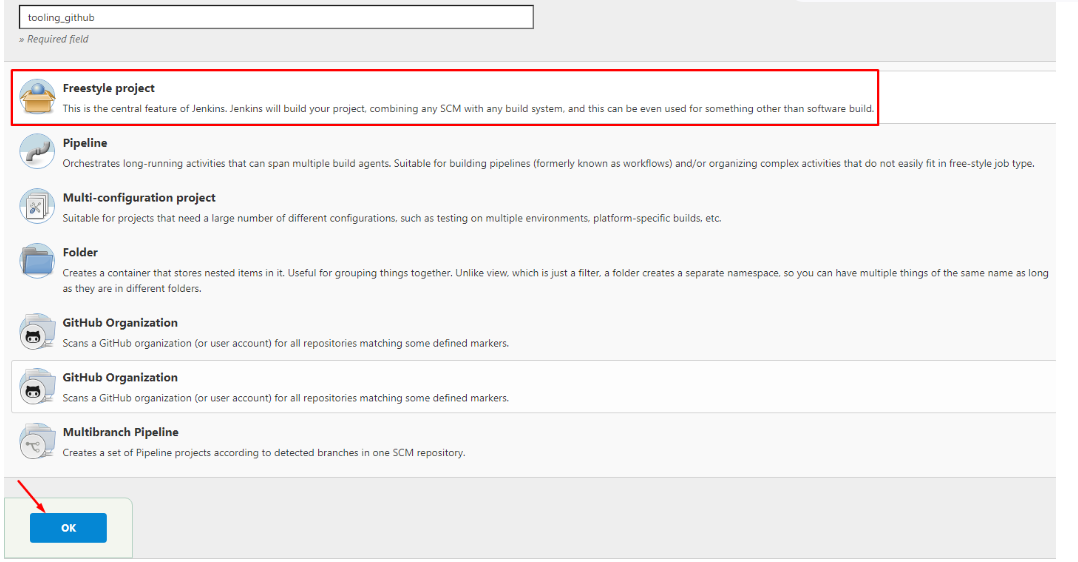 tooling_github
» Required field
Freestyle project
This is the central feature of Jenkins. Jenkins will build your project, combining any SCM with any build system, and this can be even used for something other than software build.
Pipeline
Orchestrates long-running activities that can span multiple build agents. Suitable for building pipelines (formerly known as workflows) and/or organizing complex activities that do not easily fit in free-style job type.
Multi-configuration project
Suitable for projects that need a large number of different configurations, such as testing on multiple environments, platform-specific builds, etc.
Folder
Creates a container that stores nested items in it. Useful for grouping things together. Unlike view, which is just a filter, a folder creates a separate namespace, so you can have multiple things of the same name as long
as they are in different folders.
GitHub Organization
Scans a GitHub organization (or user account) for all repositories matching some defined markers.
GitHub Organization
Scans a GitHub organization (or user account) for all repositories matching some defined markers.
Multibranch Pipeline
Creates a set of Pipeline projects according to detected branches in one SCM repository.
OK